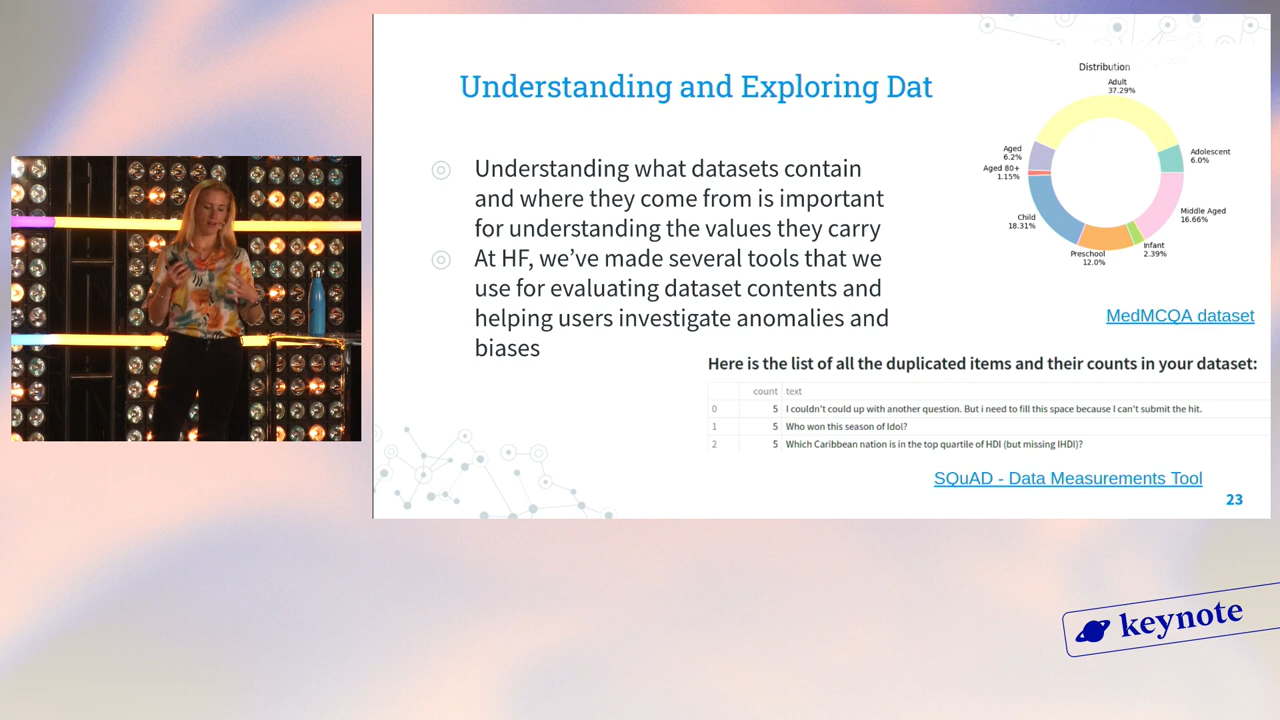 Understanding and Exploring Dat
Understanding what datasets contain
and where they come from is important
for understanding the values they carry
At HF, we've made several tools that we
use for evaluating dataset contents and
helping users investigate anomalies and
biases
Distribution
Adult
37.29%
Adolescent
6.0%
Middle Aged
16.66%
Infant
2.39%
Preschool
12.0%
Child
18.31%
Aged 80+
1.15%
Aged
6.2%
MedMCQA dataset
Here is the list of all the duplicated items and their counts in your dataset:
count text
0 5 I couldn't could up with another question. But i need to fill this space because I can't submit the hit.
1 5 Who won this season of Idol?
2 5 Which Caribbean nation is in the top quartile of HDI (but missing IHDI)?
SQuAD - Data Measurements Tool
23
keynote